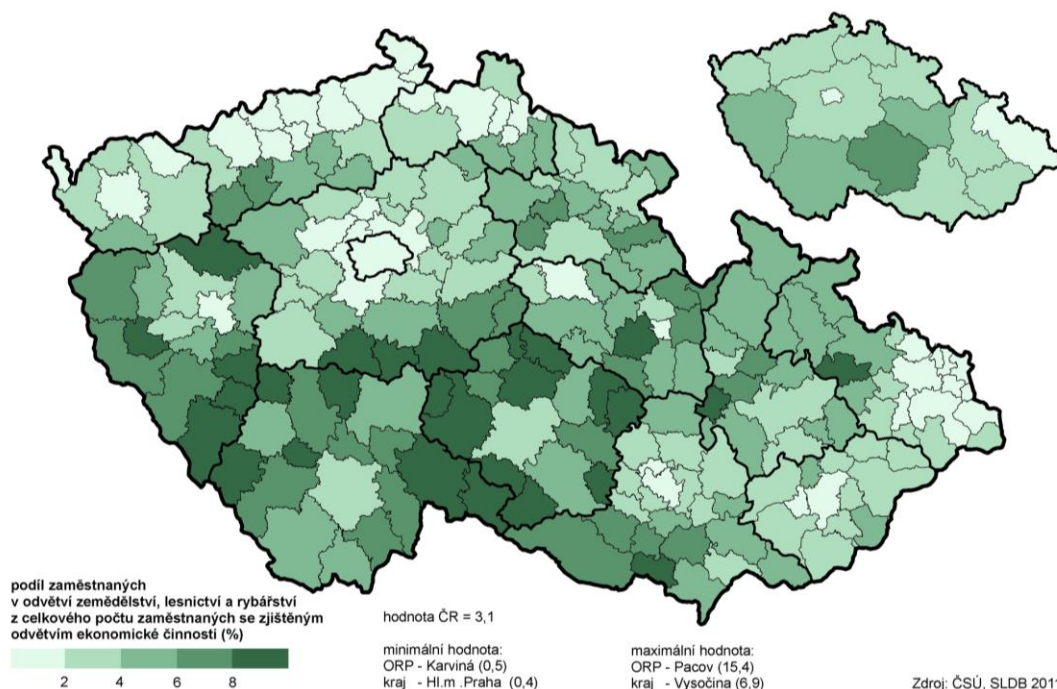 podíl zaměstnaných
v odvětví zemědělství, lesnictví a rybářství
z celkového počtu zaměstnaných se zjištěným
odvětvím ekonomické činnosti (%)
2 4 6 8
hodnota ČR = 3,1
minimální hodnota:
ORP - Karviná (0,5)
kraj - Hl.m .Praha (0,4)
maximální hodnota:
ORP - Pacov (15,4)
kraj - Vysočina (6,9)
Zdroj: ČSÚ, SLDB 2011